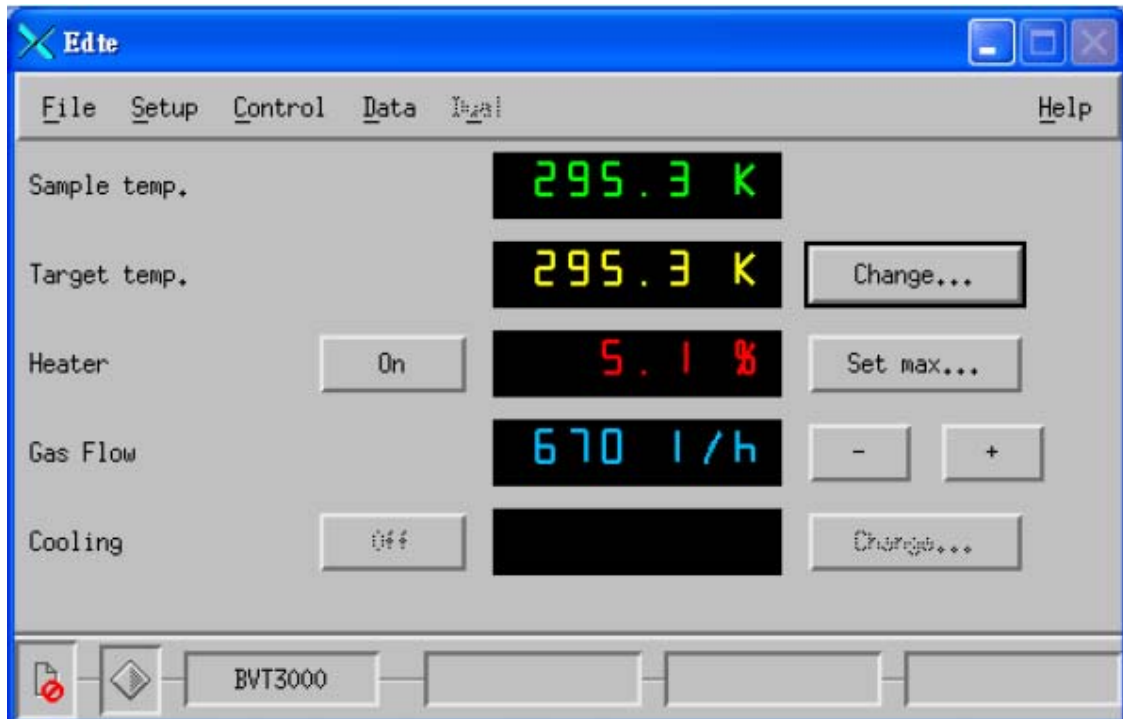 Edte
File Setup Control Data Dual Help
Sample temp. 295.3 K
Target temp. 295.3 K Change...
Heater On 5.1 % Set max...
Gas Flow 670 l/h - +
Cooling Off Change...
BVT3000